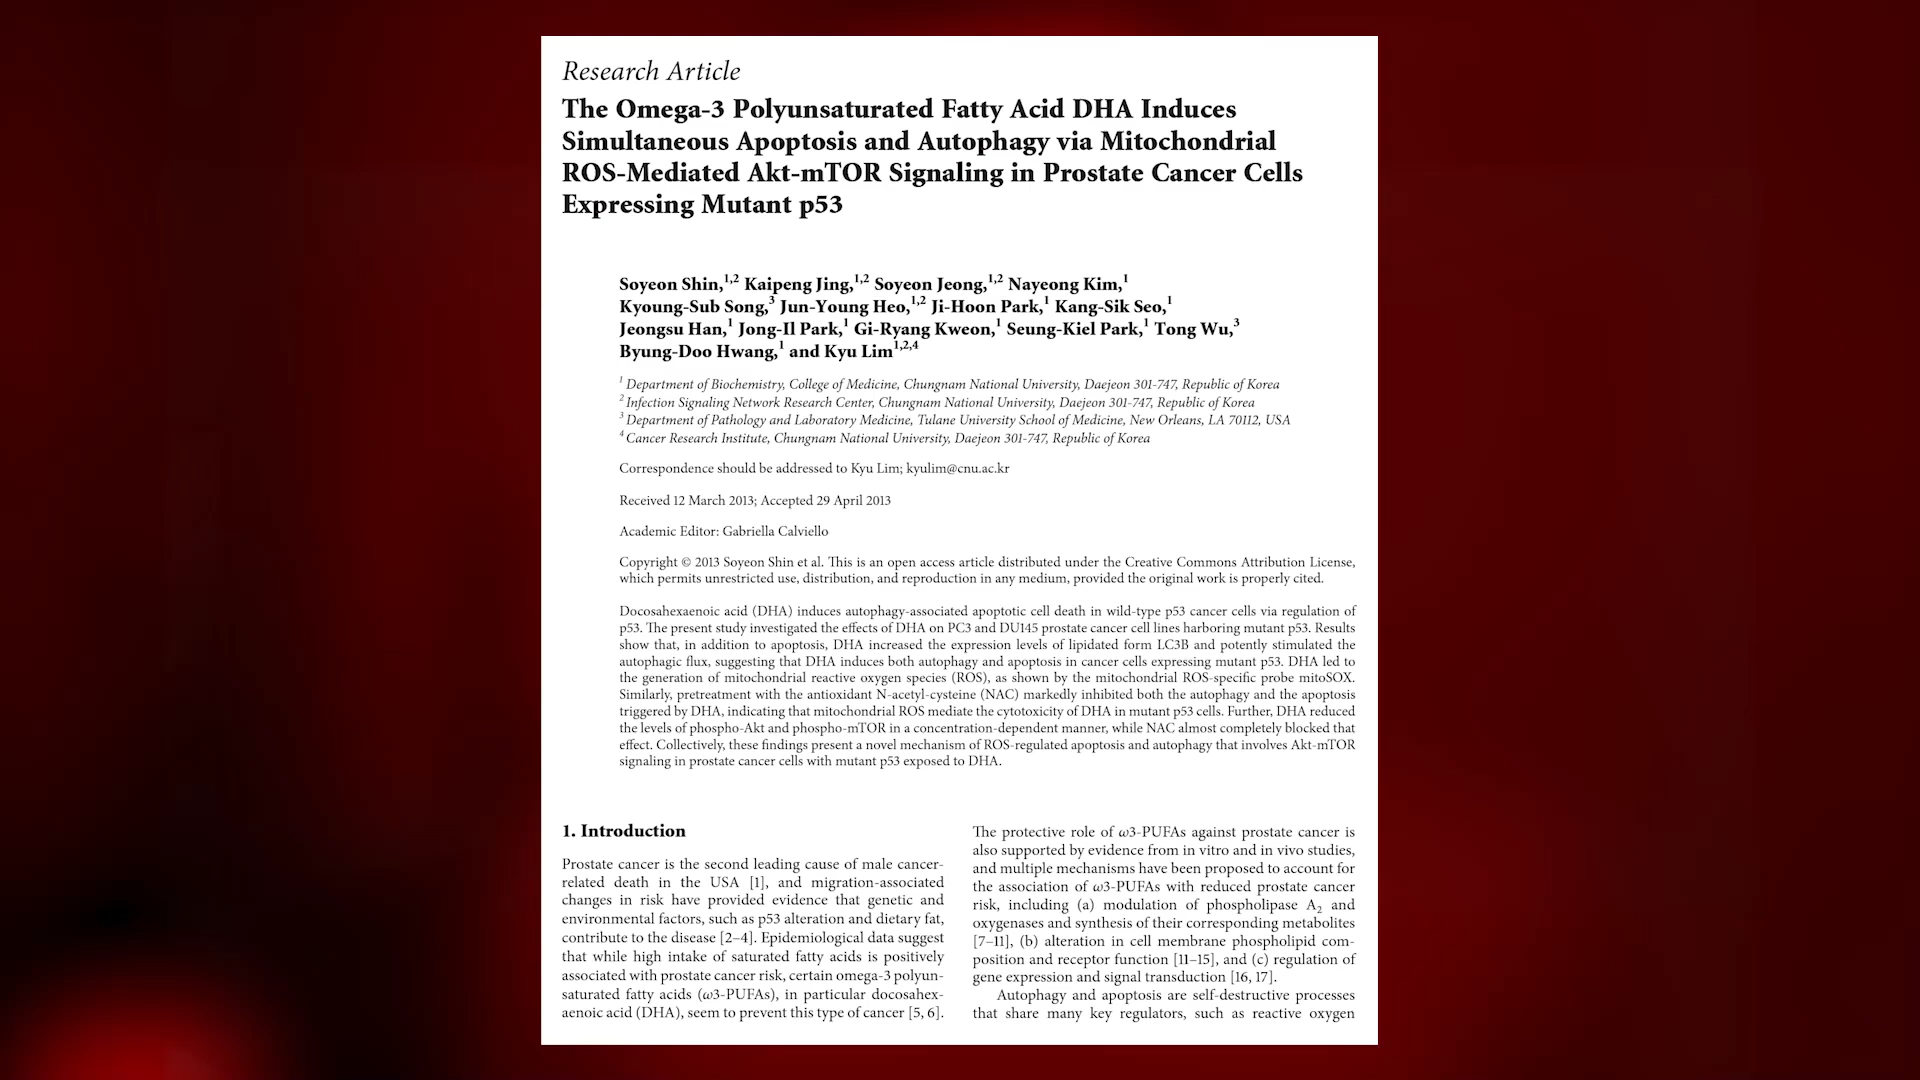 Research Article
The Omega-3 Polyunsaturated Fatty Acid DHA Induces
Simultaneous Apoptosis and Autophagy via Mitochondrial
ROS-Mediated Akt-mTOR Signaling in Prostate Cancer Cells
Expressing Mutant p53
Soyeon Shin,1,2 Kaipeng Jing,1,2 Soyeon Jeong,1,2 Nayeong Kim,1
Kyoung-Sub Song,3 Jun-Young Heo,1,2 Ji-Hoon Park,1 Kang-Sik Seo,1
Jeongsu Han,1 Jong-Il Park,1 Gi-Ryang Kweon,1 Seung-Kiel Park,1 Tong Wu,3
Byung-Doo Hwang,1 and Kyu Lim1,2,4
1 Department of Biochemistry, College of Medicine, Chungnam National University, Daejeon 301-747, Republic of Korea
2 Infection Signaling Network Research Center, Chungnam National University, Daejeon 301-747, Republic of Korea
3 Department of Pathology and Laboratory Medicine, Tulane University School of Medicine, New Orleans, LA 70112, USA
4 Cancer Research Institute, Chungnam National University, Daejeon 301-747, Republic of Korea
Correspondence should be addressed to Kyu Lim; kyulim@cnu.ac.kr
Received 12 March 2013; Accepted 29 April 2013
Academic Editor: Gabriella Calviello
Copyright © 2013 Soyeon Shin et al. This is an open access article distributed under the Creative Commons Attribution License,
which permits unrestricted use, distribution, and reproduction in any medium, provided the original work is properly cited.
Docosahexaenoic acid (DHA) induces autophagy-associated apoptotic cell death in wild-type p53 cancer cells via regulation of
p53. The present study investigated the effects of DHA on PC3 and DU145 prostate cancer cell lines harboring mutant p53. Results
show that, in addition to apoptosis, DHA increased the expression levels of lipidated form LC3B and potently stimulated the
autophagic flux, suggesting that DHA induces both autophagy and apoptosis in cancer cells expressing mutant p53. DHA led to
the generation of mitochondrial reactive oxygen species (ROS), as shown by the mitochondrial ROS-specific probe mitoSOX.
Similarly, pretreatment with the antioxidant N-acetyl-cysteine (NAC) markedly inhibited both the autophagy and the apoptosis
triggered by DHA, indicating that mitochondrial ROS mediate the cytotoxicity of DHA in mutant p53 cells. Further, DHA reduced
the levels of phospho-Akt and phospho-mTOR in a concentration-dependent manner, while NAC almost completely blocked that
effect. Collectively, these findings present a novel mechanism of ROS-regulated apoptosis and autophagy that involves Akt-mTOR
signaling in prostate cancer cells with mutant p53 exposed to DHA.
1. Introduction
Prostate cancer is the second leading cause of male cancer-
related death in the USA [1], and migration-associated
changes in risk have provided evidence that genetic and
environmental factors, such as p53 alteration and dietary fat,
contribute to the disease [2–4]. Epidemiological data suggest
that while high intake of saturated fatty acids is positively
associated with prostate cancer risk, certain omega-3 polyun-
saturated fatty acids (ω3-PUFAs), in particular docosahex-
aenoic acid (DHA), seem to prevent this type of cancer [5, 6].
The protective role of ω3-PUFAs against prostate cancer is
also supported by evidence from in vitro and in vivo studies,
and multiple mechanisms have been proposed to account for
the association of ω3-PUFAs with reduced prostate cancer
risk, including (a) modulation of phospholipase A2 and
oxygenases and synthesis of their corresponding metabolites
[7–11], (b) alteration in cell membrane phospholipid com-
position and receptor function [11–15], and (c) regulation of
gene expression and signal transduction [16, 17].
Autophagy and apoptosis are self-destructive processes
that share many key regulators, such as reactive oxygen